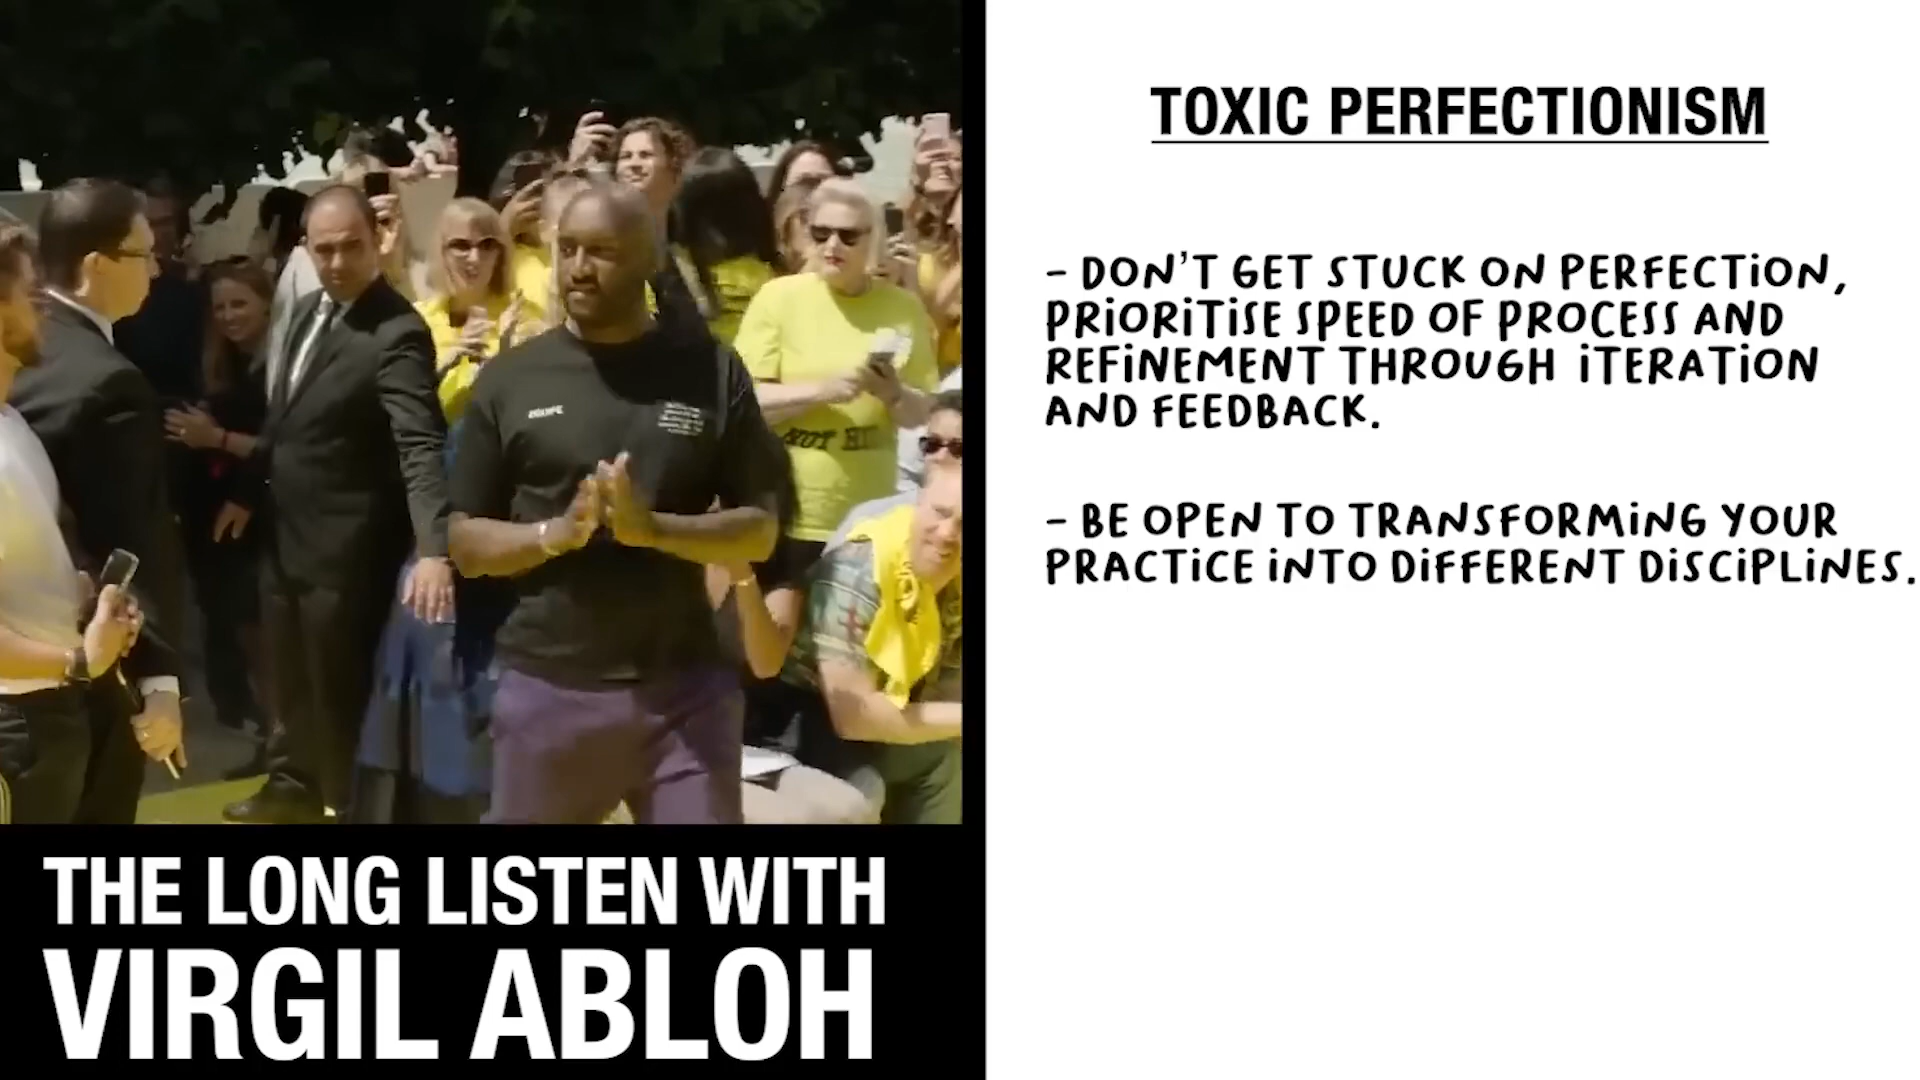 NOT
THE LONG LISTEN WITH
VIRGIL ABLOH
TOXIC PERFECTIONISM
- DON'T GET STUCK ON PERFECTION,
PRIORITISE SPEED OF PROCESS AND
REFINEMENT THROUGH ITERATION
AND FEEDBACK.
- BE OPEN TO TRANSFORMING YOUR
PRACTICE INTO DIFFERENT DISCIPLINES.